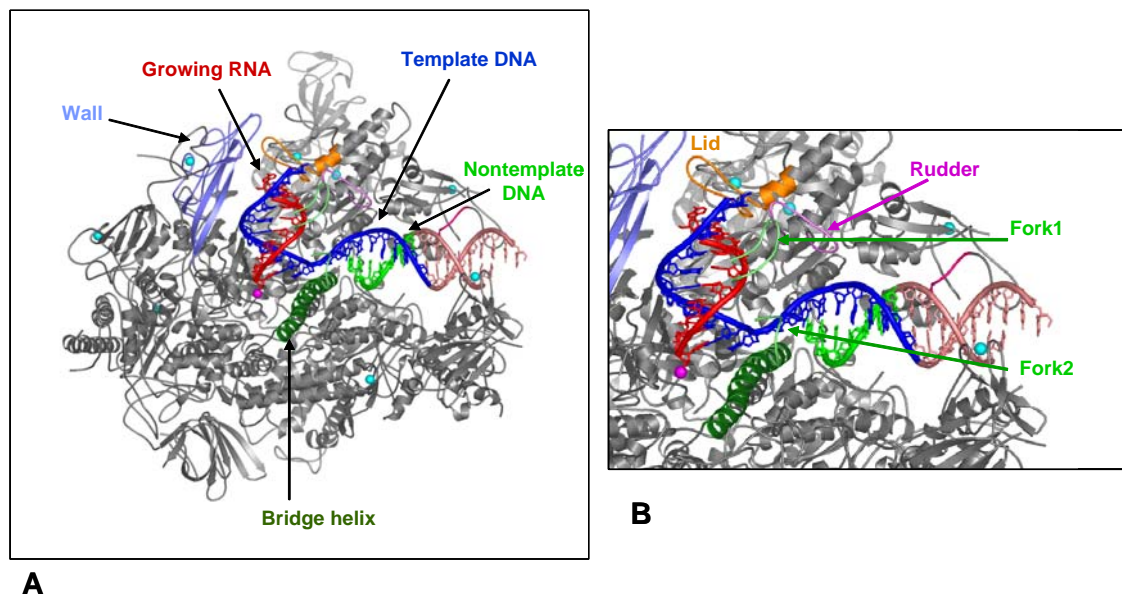 Template DNA
Growing RNA
Wall
Nontemplate
DNA
Bridge helix
A
Lid
Rudder
Fork1
Fork2
B